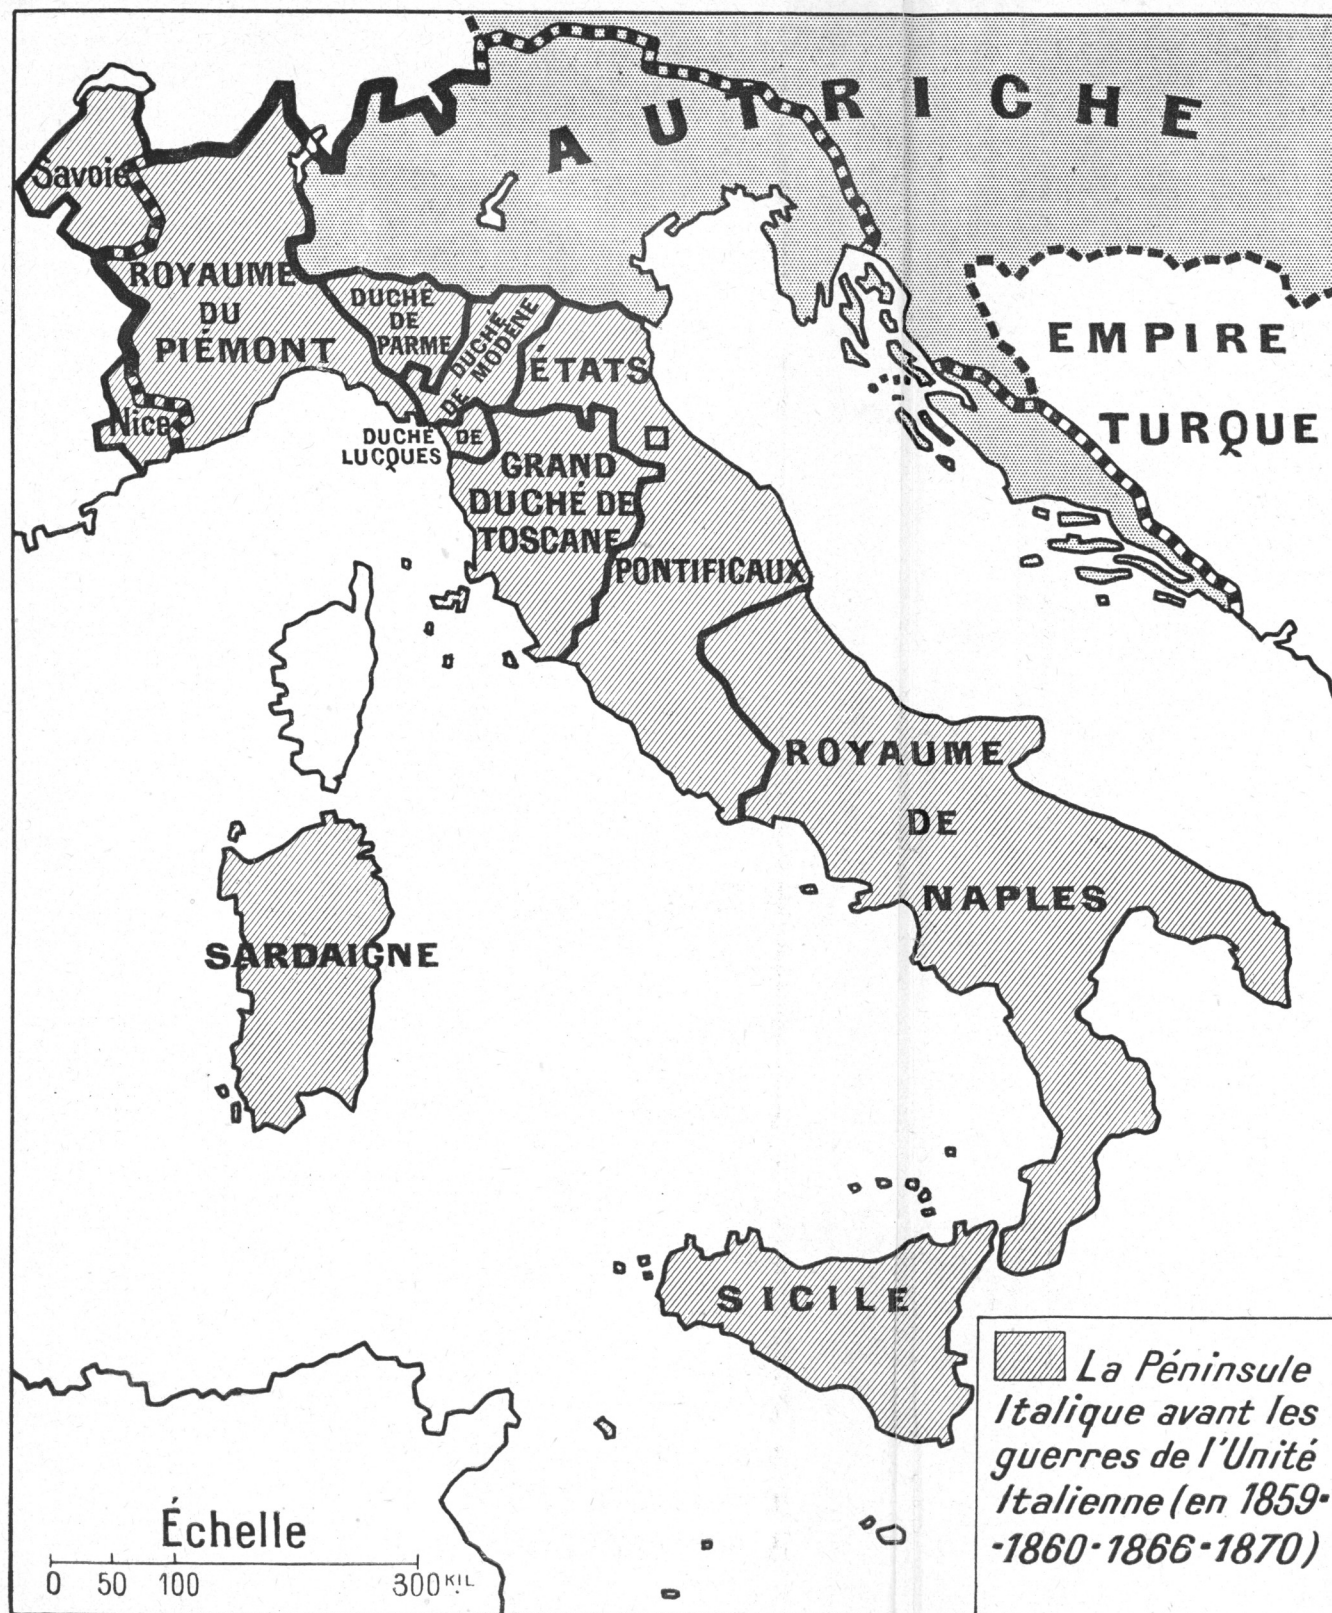 AUTRICHE
Savoie
ROYAUME
DU
PIÉMONT
DUCHÉ
DE
PARME
DUCHÉ
DE MODÈNE
EMPIRE
TURQUE
ÉTATS
Nice
DUCHÉ DE
LUCQUES
GRAND
DUCHÉ DE
TOSCANE
PONTIFICAUX
ROYAUME
DE
NAPLES
SARDAIGNE
SICILE
La Péninsule
Italique avant les
guerres de l'Unité
Italienne (en 1859-
-1860-1866-1870)
Échelle
0 50 100 300 KIL.